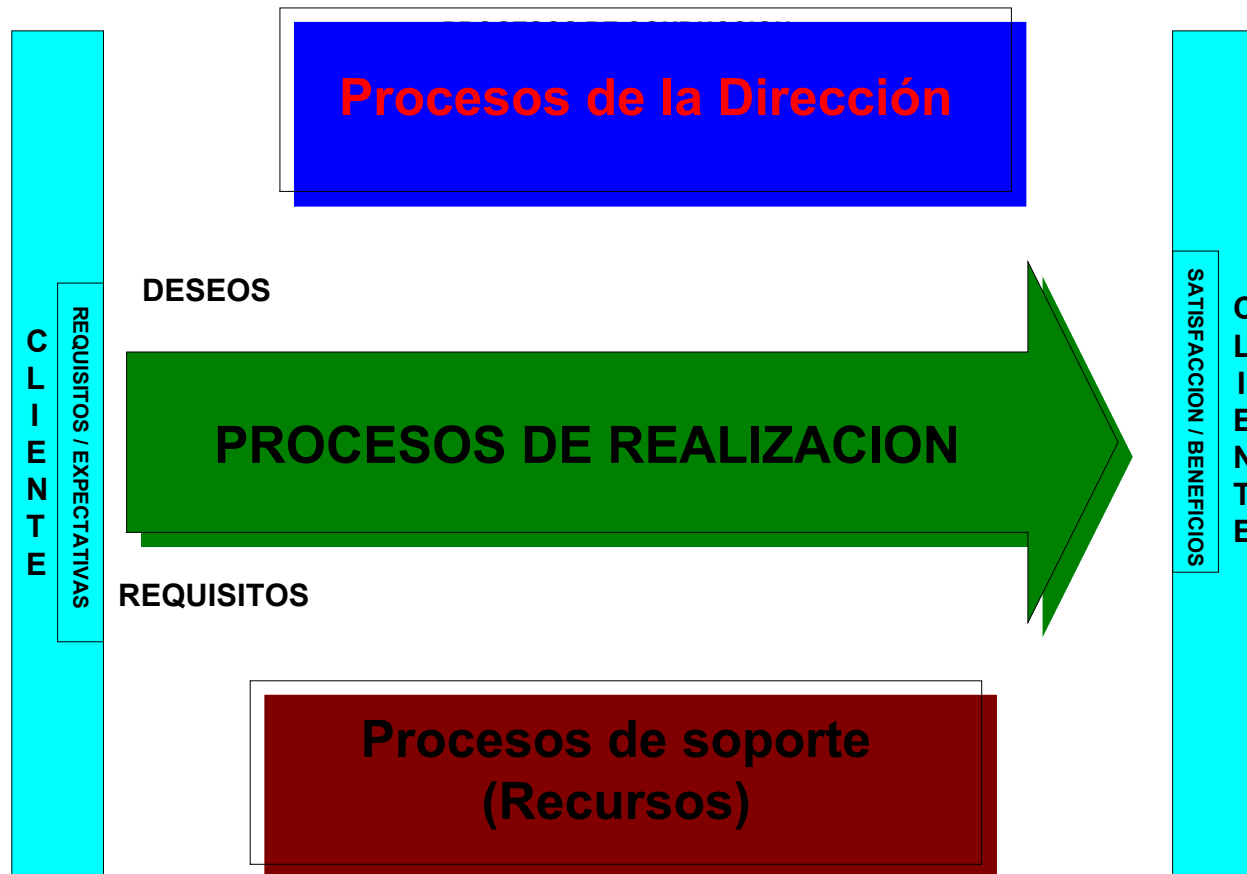 Procesos de la Dirección
DESEOS
CLIENTE
REQUISITOS / EXPECTATIVAS
PROCESOS DE REALIZACION
SATISFACCION / BENEFICIOS
CLIENTE
REQUISITOS
Procesos de soporte
(Recursos)